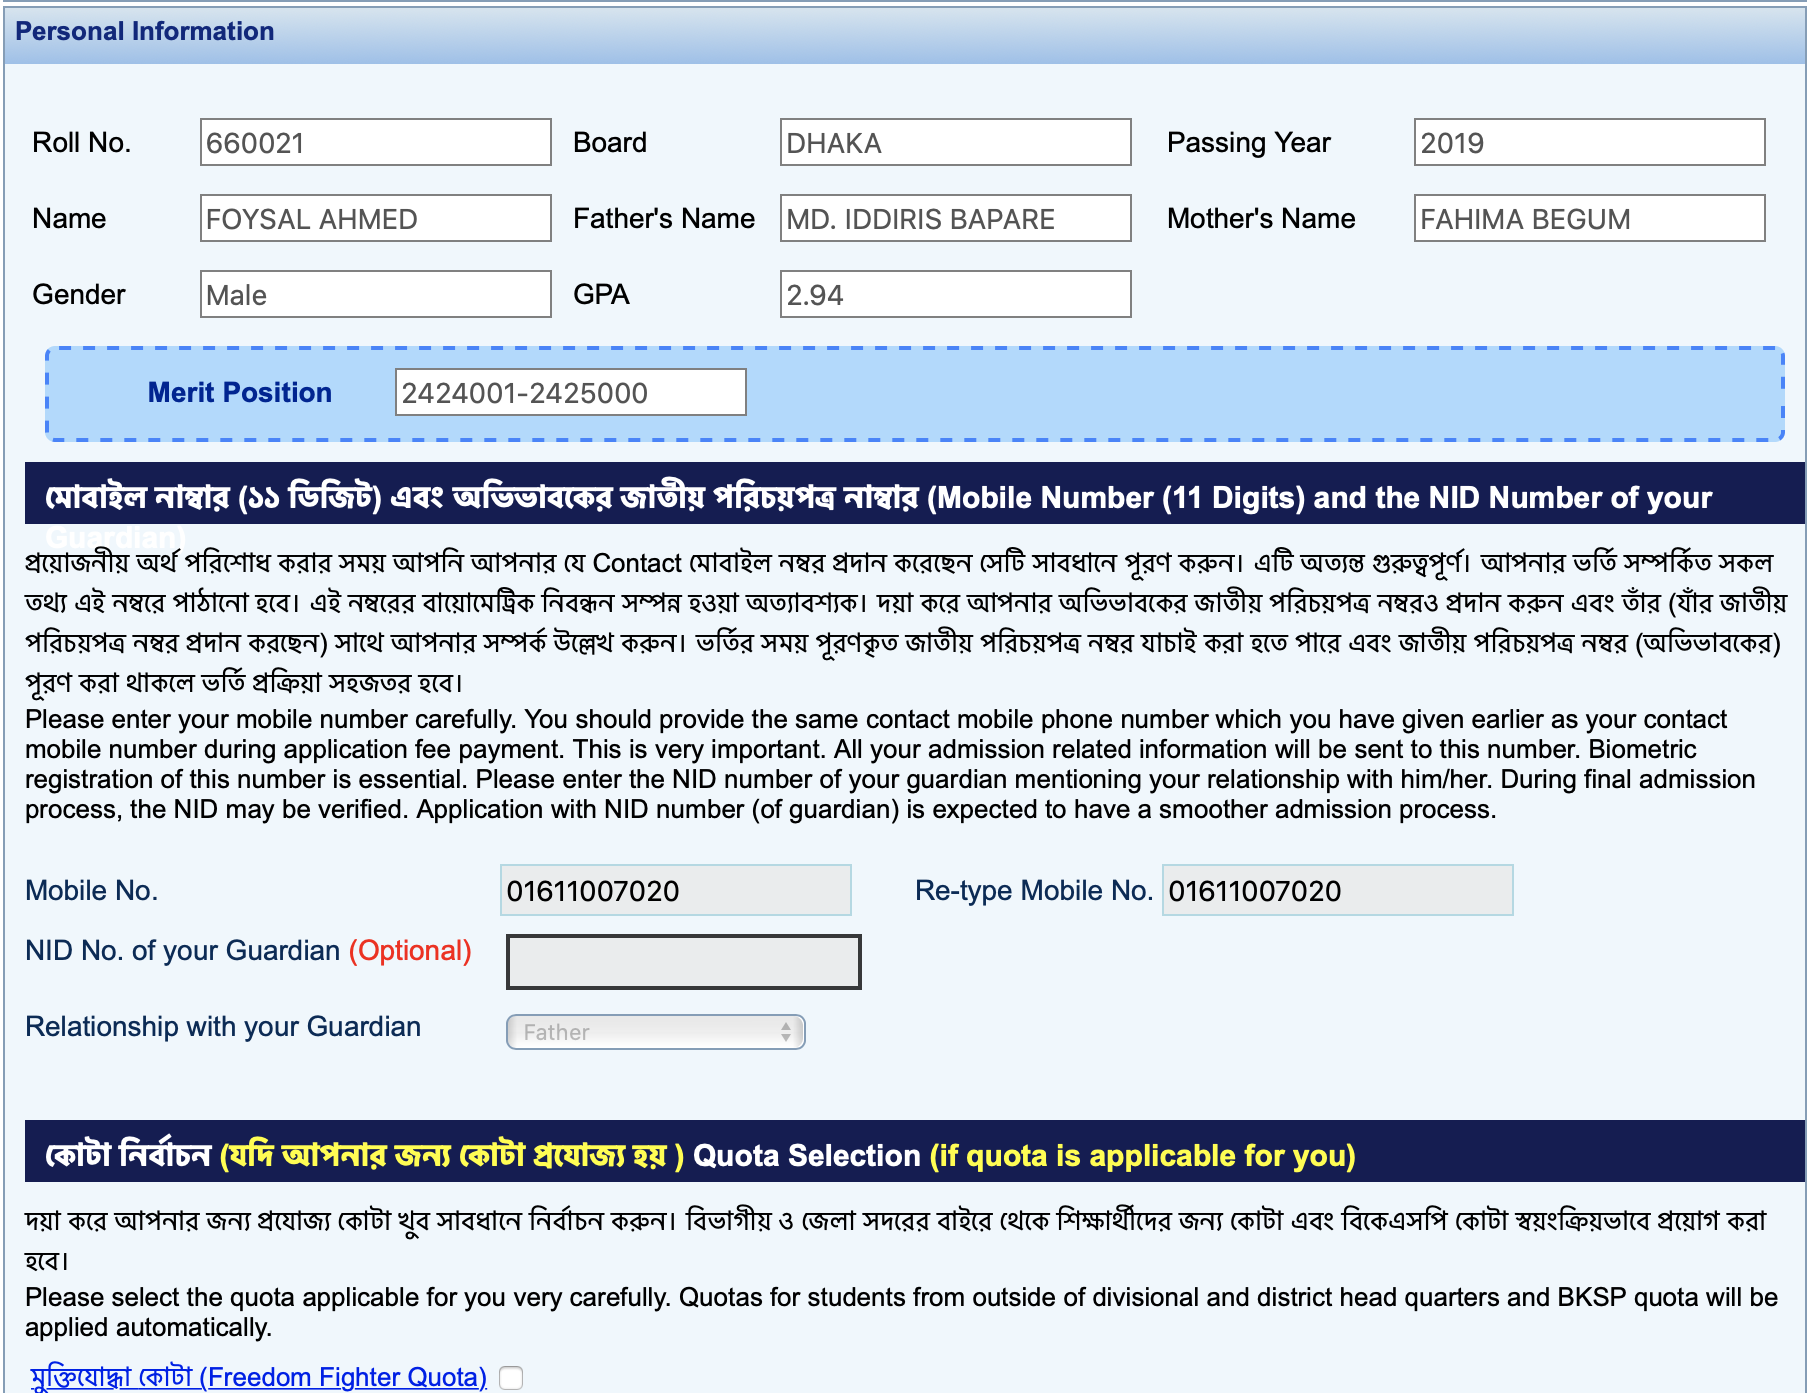 Personal Information
Roll No. 660021 Board DHAKA Passing Year 2019
Name FOYSAL AHMED Father's Name MD. IDDIRIS BAPARE Mother's Name FAHIMA BEGUM
Gender Male GPA 2.94
Merit Position 2424001-2425000
মোবাইল নাম্বার (১১ ডিজিট) এবং অভিভাবকের জাতীয় পরিচয়পত্র নাম্বার (Mobile Number (11 Digits) and the NID Number of your
Guardian)
প্রয়োজনীয় অর্থ পরিশোধ করার সময় আপনি আপনার যে Contact মোবাইল নম্বর প্রদান করেছেন সেটি সাবধানে পূরণ করুন। এটি অত্যন্ত গুরুত্বপূর্ণ। আপনার ভর্তি সম্পর্কিত সকল
তথ্য এই নম্বরে পাঠানো হবে। এই নম্বরের বায়োমেট্রিক নিবন্ধন সম্পন্ন হওয়া অত্যাবশ্যক। দয়া করে আপনার অভিভাবকের জাতীয় পরিচয়পত্র নম্বরও প্রদান করুন এবং তাঁর (যাঁর জাতীয়
পরিচয়পত্র নম্বর প্রদান করছেন) সাথে আপনার সম্পর্ক উল্লেখ করুন। ভর্তির সময় পূরণকৃত জাতীয় পরিচয়পত্র নম্বর যাচাই করা হতে পারে এবং জাতীয় পরিচয়পত্র নম্বর (অভিভাবকের)
পূরণ করা থাকলে ভর্তি প্রক্রিয়া সহজতর হবে।
Please enter your mobile number carefully. You should provide the same contact mobile phone number which you have given earlier as your contact
mobile number during application fee payment. This is very important. All your admission related information will be sent to this number. Biometric
registration of this number is essential. Please enter the NID number of your guardian mentioning your relationship with him/her. During final admission
process, the NID may be verified. Application with NID number (of guardian) is expected to have a smoother admission process.
Mobile No. 01611007020 Re-type Mobile No. 01611007020
NID No. of your Guardian (Optional)
Relationship with your Guardian Father
কোটা নির্বাচন (যদি আপনার জন্য কোটা প্রযোজ্য হয় ) Quota Selection (if quota is applicable for you)
দয়া করে আপনার জন্য প্রযোজ্য কোটা খুব সাবধানে নির্বাচন করুন। বিভাগীয় ও জেলা সদরের বাইরে থেকে শিক্ষার্থীদের জন্য কোটা এবং বিকেএসপি কোটা স্বয়ংক্রিয়ভাবে প্রয়োগ করা
হবে।
Please select the quota applicable for you very carefully. Quotas for students from outside of divisional and district head quarters and BKSP quota will be
applied automatically.
মুক্তিযোদ্ধা কোটা (Freedom Fighter Quota)